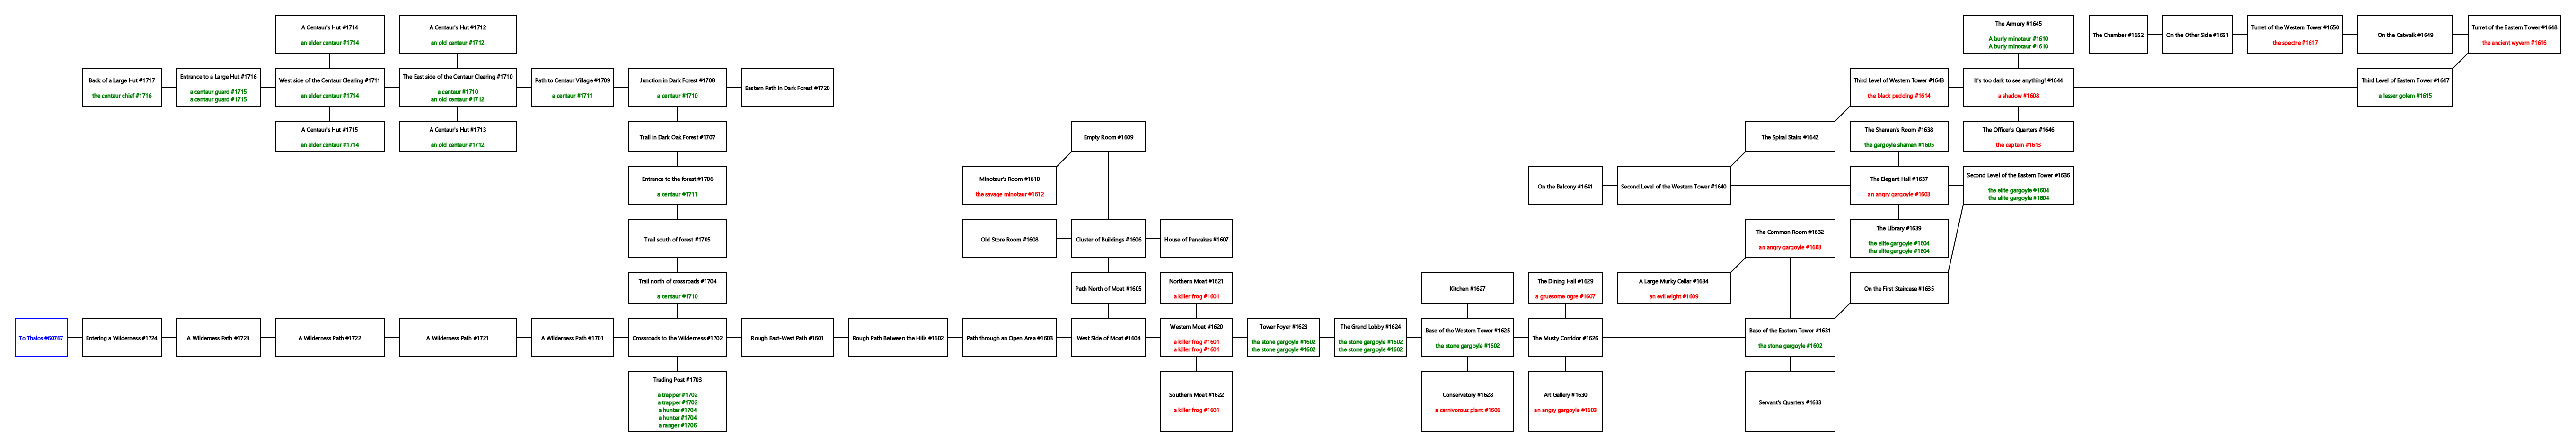 A Centaur's Hut #1714
an elder centaur #1714
A Centaur's Hut #1712
an old centaur #1712
The Armory #1645
A burly minotaur #1610
A burly minotaur #1610
The Chamber #1652
On the Other Side #1651
Turret of the Western Tower #1650
the spectre #1617
On the Catwalk #1649
Turret of the Eastern Tower #1648
the ancient wyvern #1616
Back of a Large Hut #1717
the centaur chief #1716
Entrance to a Large Hut #1716
a centaur guard #1715
a centaur guard #1715
West side of the Centaur Clearing #1711
an elder centaur #1714
The East side of the Centaur Clearing #1710
a centaur #1710
an old centaur #1712
Path to Centaur Village #1709
a centaur #1711
Junction in Dark Forest #1708
a centaur #1710
Eastern Path in Dark Forest #1720
Third Level of Western Tower #1643
the black pudding #1614
It's too dark to see anything! #1644
a shadow #1608
Third Level of Eastern Tower #1647
a lesser golem #1615
A Centaur's Hut #1715
an elder centaur #1714
A Centaur's Hut #1713
an old centaur #1712
Trail in Dark Oak Forest #1707
Empty Room #1609
The Spiral Stairs #1642
The Shaman's Room #1638
the gargoyle shaman #1605
The Officer's Quarters #1646
the captain #1613
Entrance to the forest #1706
a centaur #1711
Minotaur's Room #1610
the savage minotaur #1612
On the Balcony #1641
Second Level of the Western Tower #1640
The Elegant Hall #1637
an angry gargoyle #1603
Second Level of the Eastern Tower #1636
the elite gargoyle #1604
the elite gargoyle #1604
Trail south of forest #1705
Old Store Room #1608
Cluster of Buildings #1606
House of Pancakes #1607
The Common Room #1632
an angry gargoyle #1603
The Library #1639
the elite gargoyle #1604
the elite gargoyle #1604
Trail north of crossroads #1704
a centaur #1710
Path North of Moat #1605
Northern Moat #1621
a killer frog #1601
Kitchen #1627
The Dining Hall #1629
a gruesome ogre #1607
A Large Murky Cellar #1634
an evil wight #1609
On the First Staircase #1635
To Thalos #60767
Entering a Wilderness #1724
A Wilderness Path #1723
A Wilderness Path #1722
A Wilderness Path #1721
A Wilderness Path #1701
Crossroads to the Wilderness #1702
Rough East-West Path #1601
Rough Path Between the Hills #1602
Path through an Open Area #1603
West Side of Moat #1604
Western Moat #1620
a killer frog #1601
a killer frog #1601
Tower Foyer #1623
the stone gargoyle #1602
the stone gargoyle #1602
The Grand Lobby #1624
the stone gargoyle #1602
the stone gargoyle #1602
Base of the Western Tower #1625
the stone gargoyle #1602
The Musty Corridor #1626
Base of the Eastern Tower #1631
the stone gargoyle #1602
Trading Post #1703
a trapper #1702
a trapper #1702
a hunter #1704
a hunter #1704
a ranger #1706
Southern Moat #1622
a killer frog #1601
Conservatory #1628
a carnivorous plant #1606
Art Gallery #1630
an angry gargoyle #1603
Servant's Quarters #1633